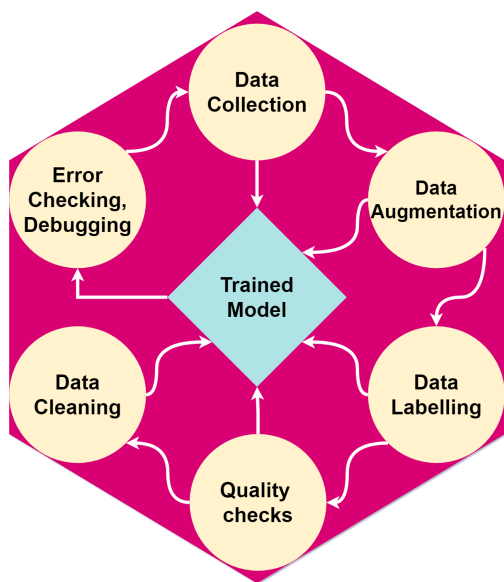 Data
Collection
Error
Checking,
Debugging
Data
Augmentation
Trained
Model
Data
Cleaning
Data
Labelling
Quality
checks